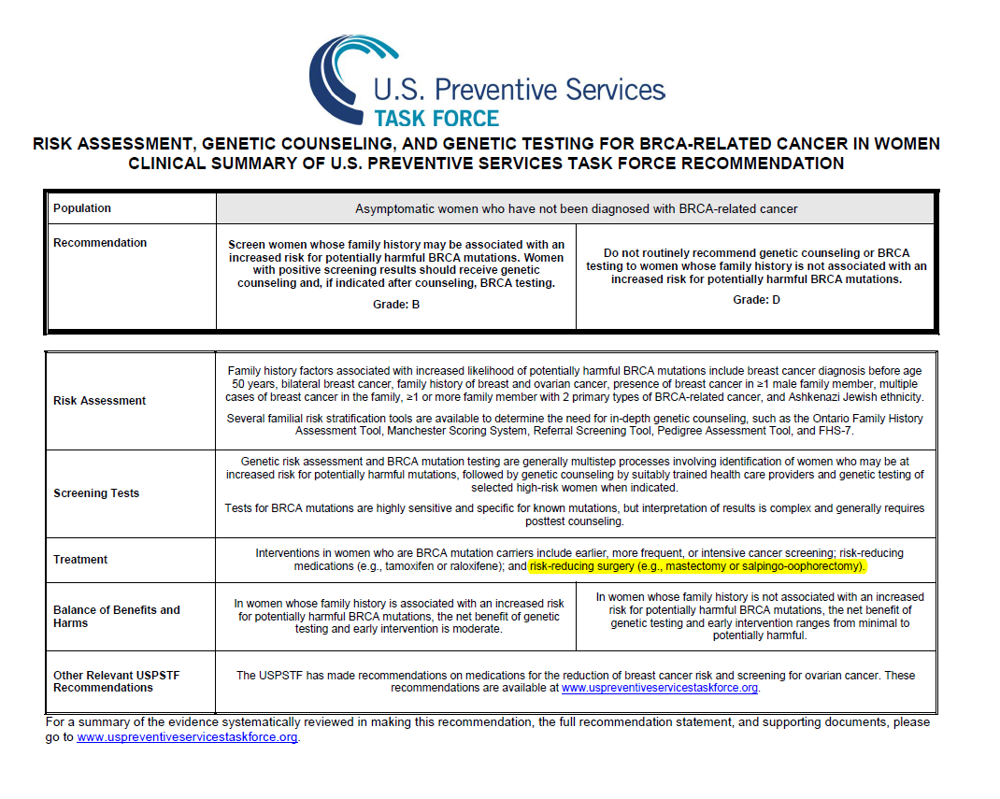 U.S. Preventive Services
TASK FORCE
RISK ASSESSMENT, GENETIC COUNSELING, AND GENETIC TESTING FOR BRCA-RELATED CANCER IN WOMEN
CLINICAL SUMMARY OF U.S. PREVENTIVE SERVICES TASK FORCE RECOMMENDATION
Population
Asymptomatic women who have not been diagnosed with BRCA-related cancer
Recommendation
Screen women whose family history may be associated with an
increased risk for potentially harmful BRCA mutations. Women
with positive screening results should receive genetic
counseling and, if indicated after counseling, BRCA testing.
Grade: B
Do not routinely recommend genetic counseling or BRCA
testing to women whose family history is not associated with an
increased risk for potentially harmful BRCA mutations.
Grade: D
Risk Assessment
Family history factors associated with increased likelihood of potentially harmful BRCA mutations include breast cancer diagnosis before age
50 years, bilateral breast cancer, family history of breast and ovarian cancer, presence of breast cancer in ≥1 male family member, multiple
cases of breast cancer in the family, ≥1 or more family member with 2 primary types of BRCA-related cancer, and Ashkenazi Jewish ethnicity.
Several familial risk stratification tools are available to determine the need for in-depth genetic counseling, such as the Ontario Family History
Assessment Tool, Manchester Scoring System, Referral Screening Tool, Pedigree Assessment Tool, and FHS-7.
Screening Tests
Genetic risk assessment and BRCA mutation testing are generally multistep processes involving identification of women who may be at
increased risk for potentially harmful mutations, followed by genetic counseling by suitably trained health care providers and genetic testing of
selected high-risk women when indicated.
Tests for BRCA mutations are highly sensitive and specific for known mutations, but interpretation of results is complex and generally requires
posttest counseling.
Treatment
Interventions in women who are BRCA mutation carriers include earlier, more frequent, or intensive cancer screening; risk-reducing
medications (e.g., tamoxifen or raloxifene); and risk-reducing surgery (e.g., mastectomy or salpingo-oophorectomy).
Balance of Benefits and
Harms
In women whose family history is associated with an increased risk
for potentially harmful BRCA mutations, the net benefit of genetic
testing and early intervention is moderate.
In women whose family history is not associated with an increased
risk for potentially harmful BRCA mutations, the net benefit of
genetic testing and early intervention ranges from minimal to
potentially harmful.
Other Relevant USPSTF
Recommendations
The USPSTF has made recommendations on medications for the reduction of breast cancer risk and screening for ovarian cancer. These
recommendations are available at www.uspreventiveservicestaskforce.org.
For a summary of the evidence systematically reviewed in making this recommendation, the full recommendation statement, and supporting documents, please
go to www.uspreventiveservicestaskforce.org.